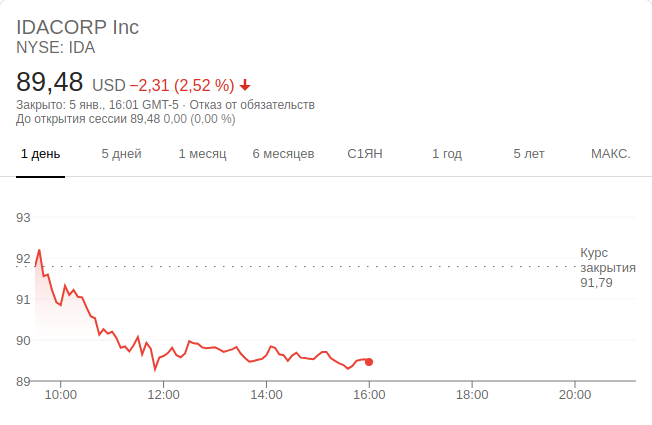 IDACORP Inc
NYSE: IDA
89,48 USD −2,31 (2,52 %)
Закрыто: 5 янв., 16:01 GMT-5 · Отказ от обязательств
До открытия сессии 89,48 0,00 (0,00 %)
1 день 5 дней 1 месяц 6 месяцев С1ЯН 1 год 5 лет МАКС.
93
92
91
90
89
Курс
закрытия
91,79
10:00 12:00 14:00 16:00 18:00 20:00